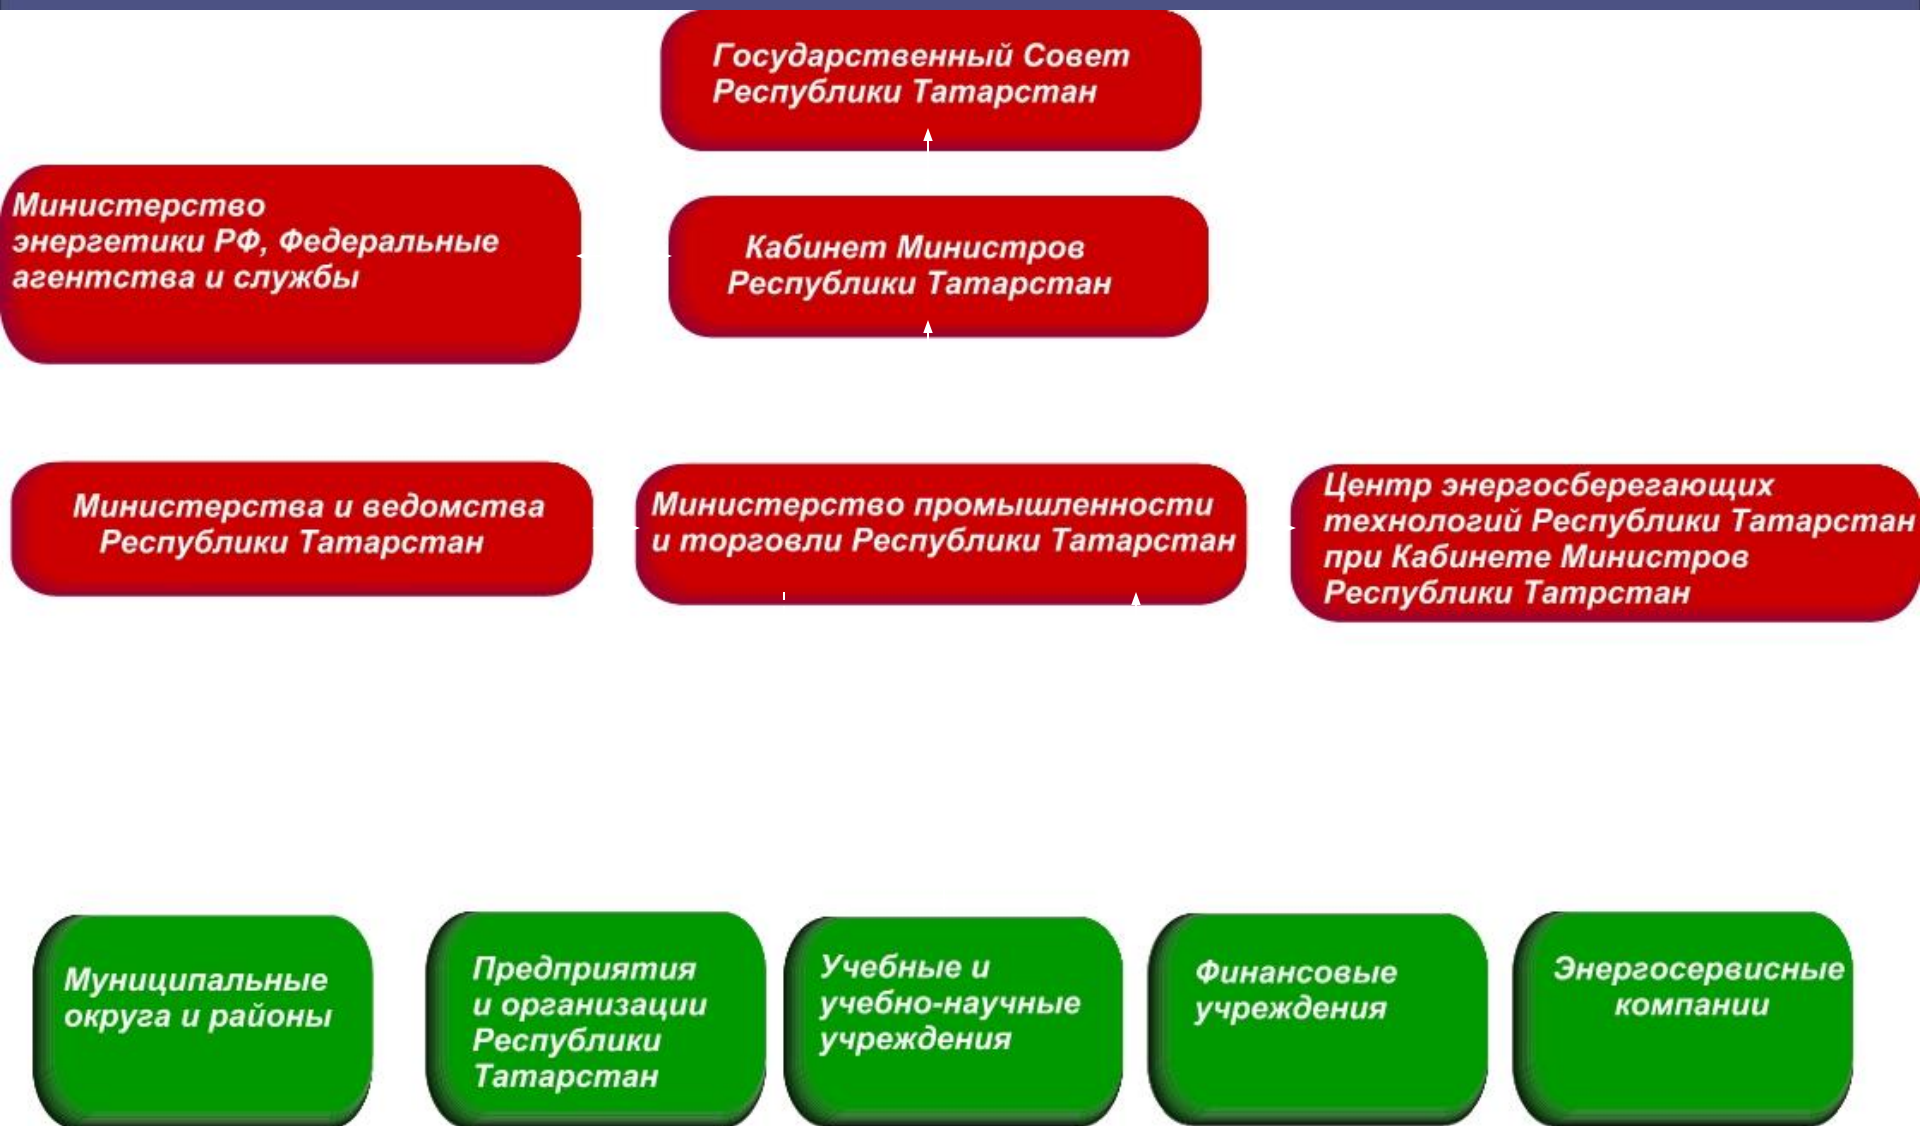 Государственный Совет
Республики Татарстан
Министерство
энергетики РФ, Федеральные
агентства и службы
Кабинет Министров
Республики Татарстан
Министерства и ведомства
Республики Татарстан
Министерство промышленности
и торговли Республики Татарстан
Центр энергосберегающих
технологий Республики Татарстан
при Кабинете Министров
Республики Татрстан
Муниципальные
округа и районы
Предприятия
и организации
Республики
Татарстан
Учебные и
учебно-научные
учреждения
Финансовые
учреждения
Энергосервисные
компании